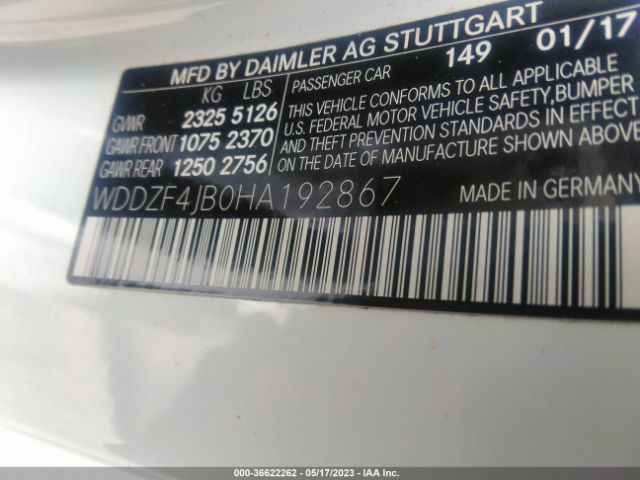 MFD BY DAIMLER AG STUTTGART
KG LBS
PASSENGER CAR 149 01/17
GVWR 2325 5126
GAWR FRONT 1075 2370
GAWR REAR 1250 2756
THIS VEHICLE CONFORMS TO ALL APPLICABLE
U.S. FEDERAL MOTOR VEHICLE SAFETY, BUMPER
AND THEFT PREVENTION STANDARDS IN EFFECT
ON THE DATE OF MANUFACTURE SHOWN ABOVE
WDDZF4JB0HA192867 MADE IN GERMANY
000-36622262 - 05/17/2023 - IAA Inc.